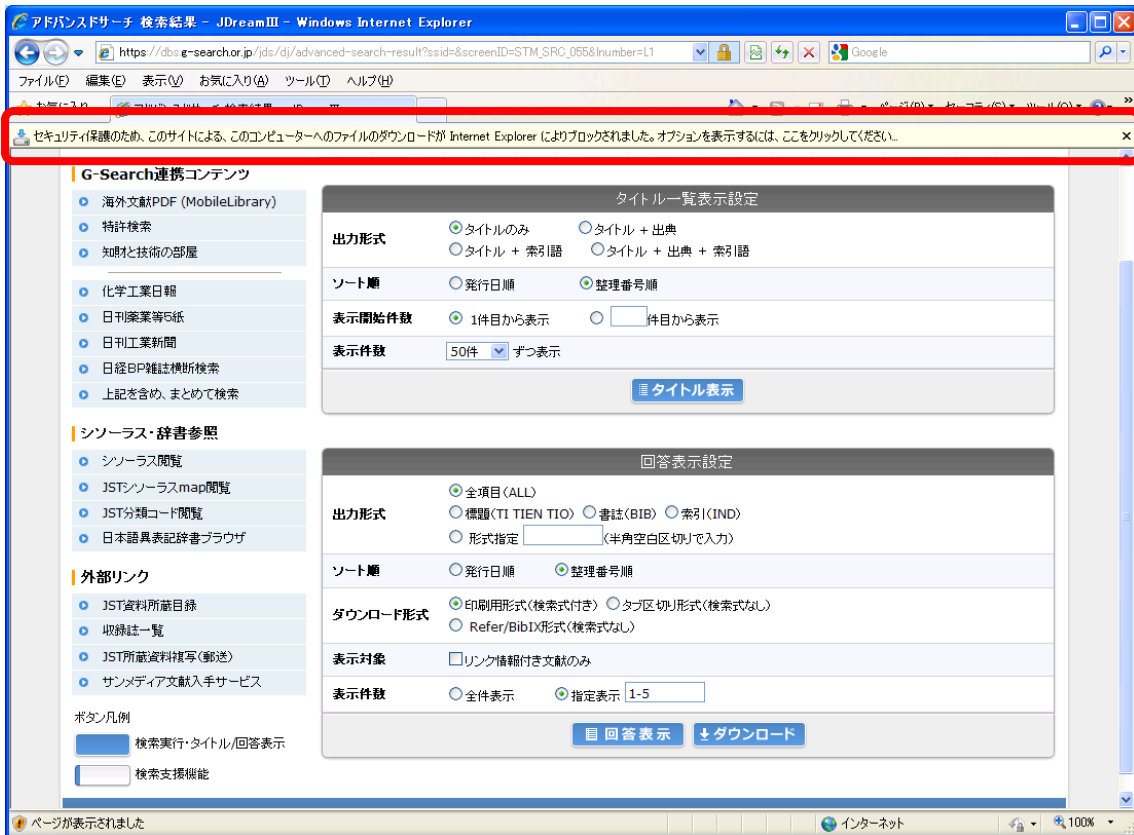 アドバンスドサーチ 検索結果 - JDreamⅢ - Windows Internet Explorer
https://dbs.g-search.or.jp/jds/dj/advanced-search-result?ssid=&screenID=STM_SRC_055&lnumber=L1
Google
ファイル(F) 編集(E) 表示(V) お気に入り(A) ツール(T) ヘルプ(H)
セキュリティ保護のため、このサイトによる、このコンピューターへのファイルのダウンロードが Internet Explorer によりブロックされました。オプションを表示するには、ここをクリックしてください...
G-Search連携コンテンツ
海外文献PDF (MobileLibrary)
特許検索
知財と技術の部屋
化学工業日報
日刊薬業等5紙
日刊工業新聞
日経BP雑誌横断検索
上記を含め、まとめて検索
シソーラス・辞書参照
シソーラス閲覧
JSTシソーラスmap閲覧
JST分類コード閲覧
日本語異表記辞書ブラウザ
外部リンク
JST資料所蔵目録
収録誌一覧
JST所蔵資料複写(郵送)
サンメディア文献入手サービス
ボタン凡例
検索実行・タイトル/回答表示
検索支援機能
タイトル一覧表示設定
出力形式 タイトルのみ タイトル + 出典
タイトル + 索引語 タイトル + 出典 + 索引語
ソート順 発行日順 整理番号順
表示開始件数 1件目から表示 件目から表示
表示件数 50件 ずつ表示
タイトル表示
回答表示設定
出力形式 全項目(ALL)
標題(TI TIEN TIO) 書誌(BIB) 索引(IND)
形式指定 (半角空白区切りで入力)
ソート順 発行日順 整理番号順
ダウンロード形式 印刷用形式(検索式付き) タブ区切り形式(検索式なし)
Refer/BibIX形式(検索式なし)
表示対象 リンク情報付き文献のみ
表示件数 全件表示 指定表示 1-5
回答表示 ダウンロード
ページが表示されました インターネット 100%